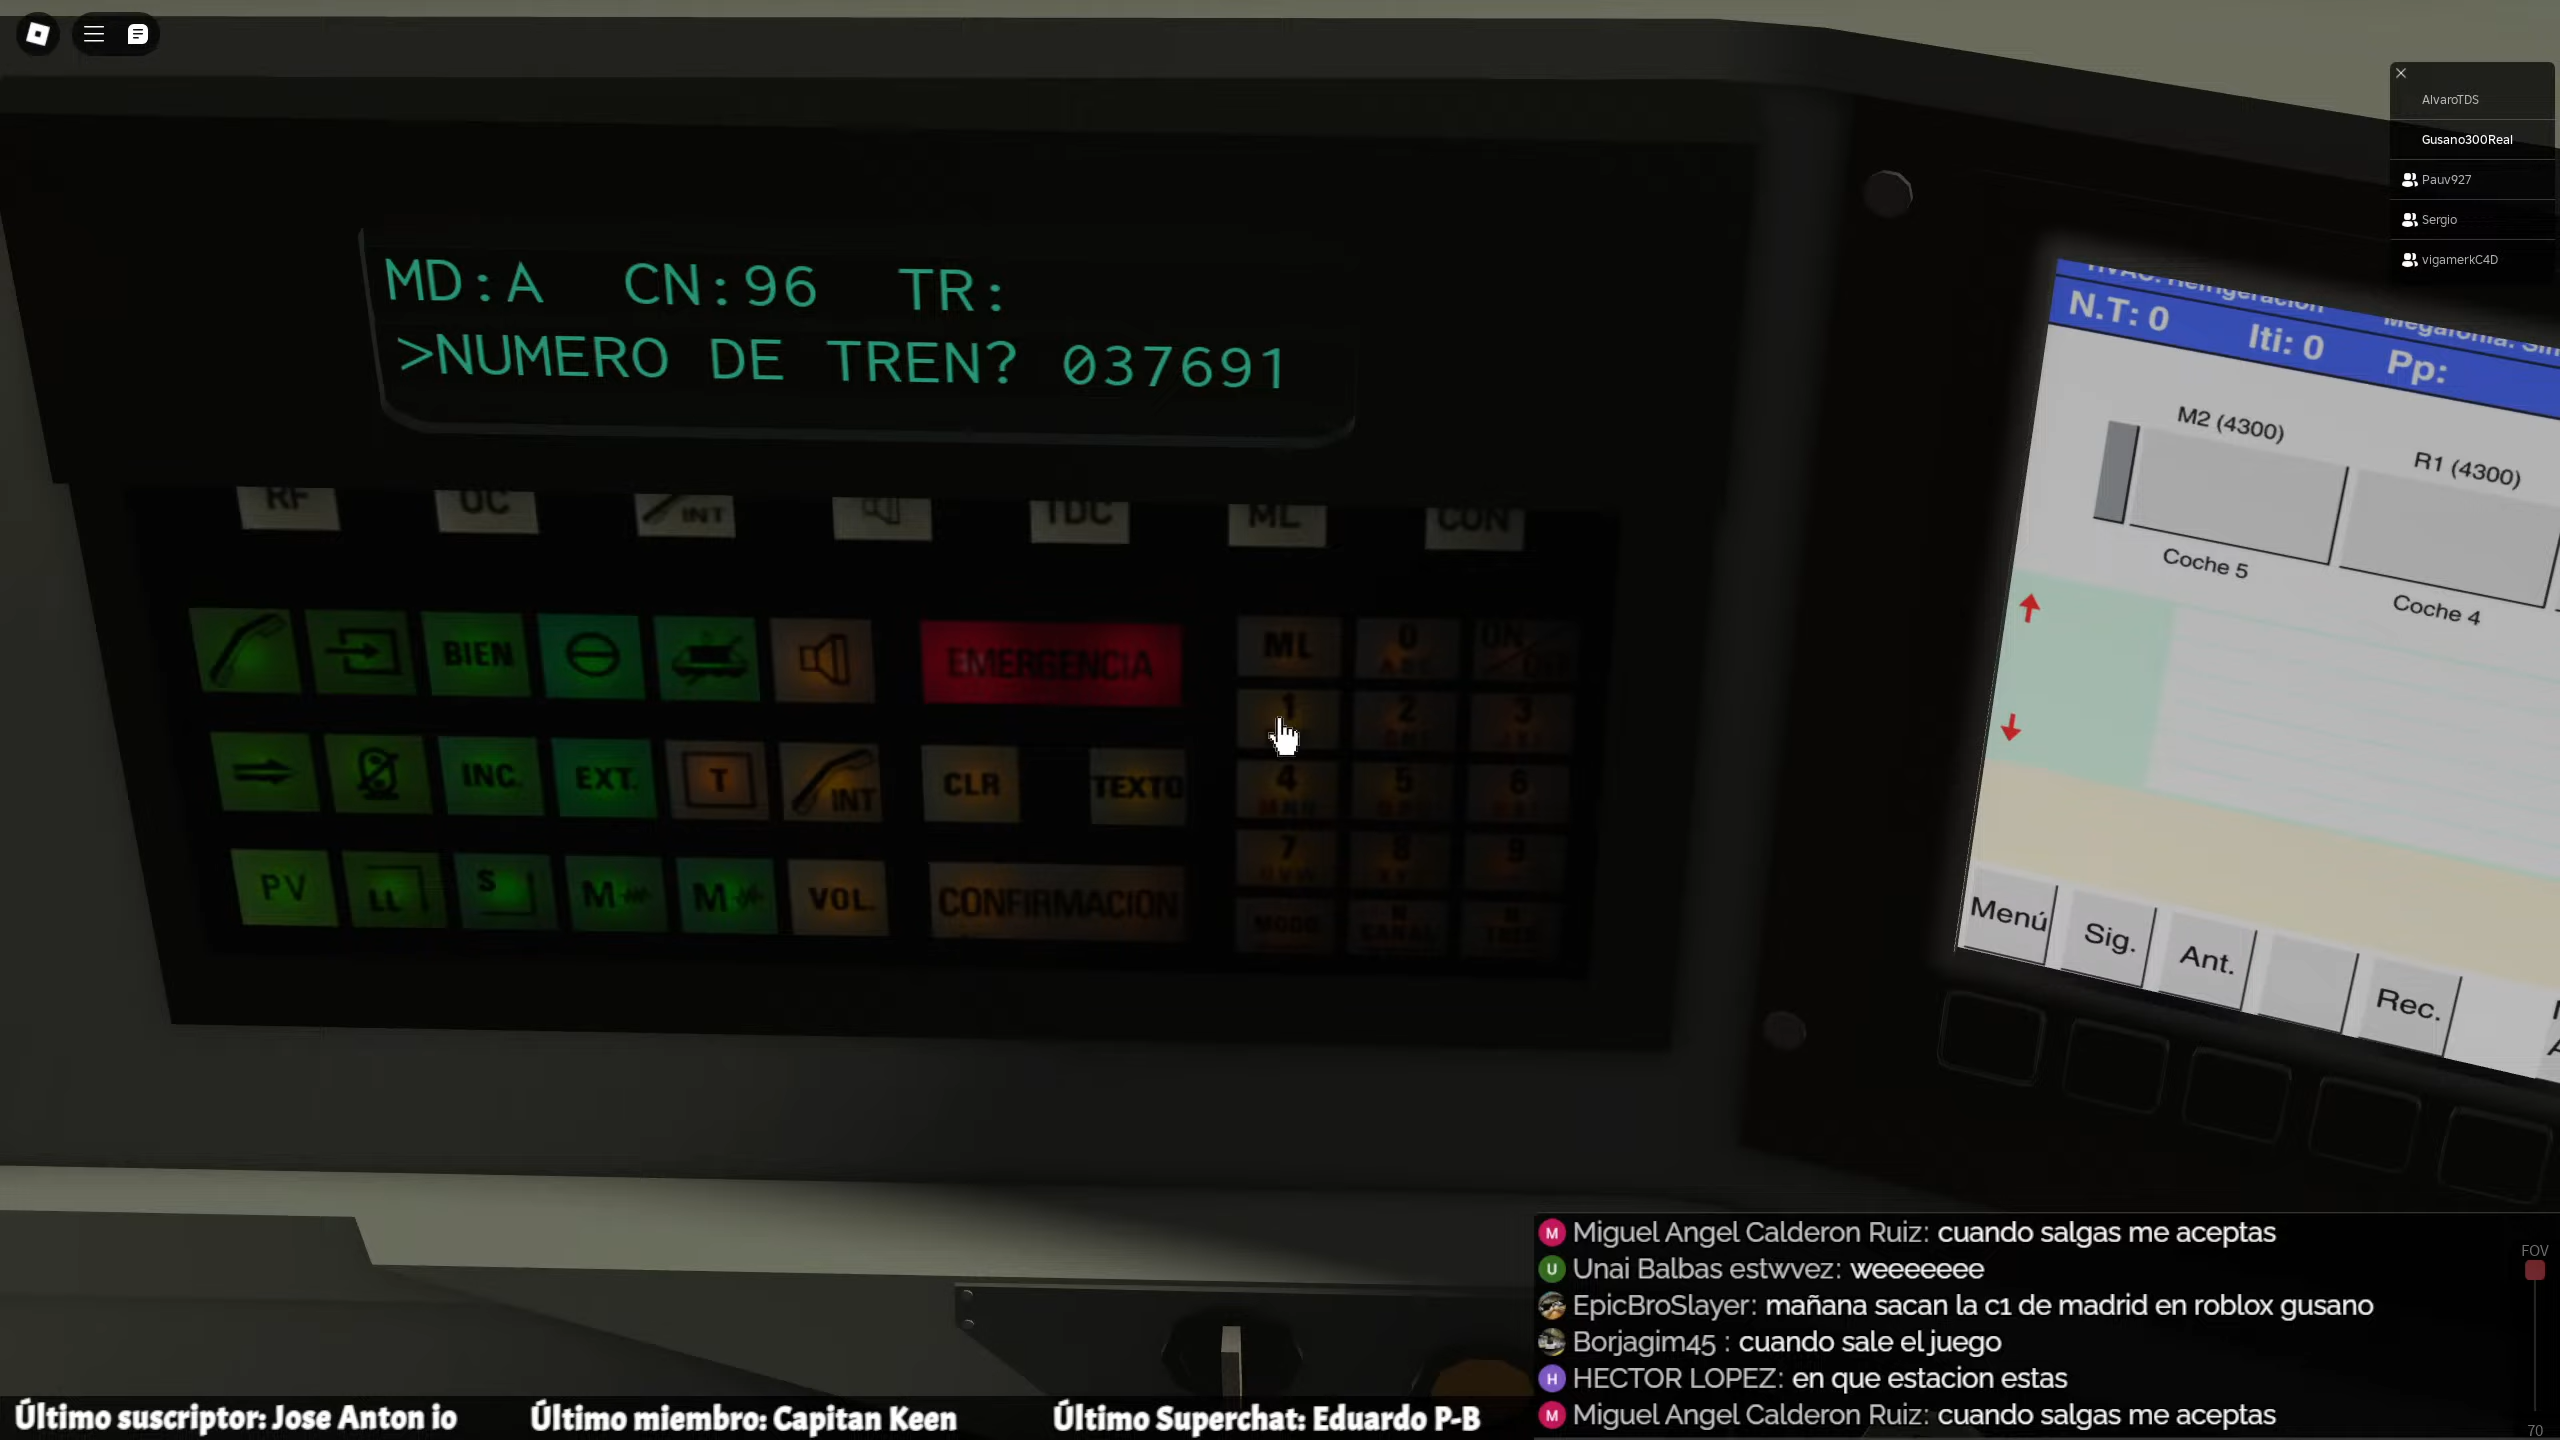 AlvaroTDS
Gusano300Real
Pauv927
Sergio
vigamerkC4D
MD:A CN:96 TR:
>NUMERO DE TREN? 037691
HVAC: Refrigeración
N.T: 0 Iti: 0 Pp:
M2 (4300)
R1 (4300)
Coche 5
Coche 4
Menú Sig. Ant. Rec.
RF UC INT TDC ML CON
BIEN EMERGENCIA ML 0
1 2 3
INC. EXT. T INT CLR TEXTO 4 5 6
7 8 9
PV LL S M M VOL. CONFIRMACION MODO
FOV
70
Miguel Angel Calderon Ruiz: cuando salgas me aceptas
Unai Balbas estwvez: weeeeeee
EpicBroSlayer: mañana sacan la c1 de madrid en roblox gusano
Borjagim45 : cuando sale el juego
HECTOR LOPEZ: en que estacion estas
Miguel Angel Calderon Ruiz: cuando salgas me aceptas
Último suscriptor: Jose Anton io Último miembro: Capitan Keen Último Superchat: Eduardo P-B